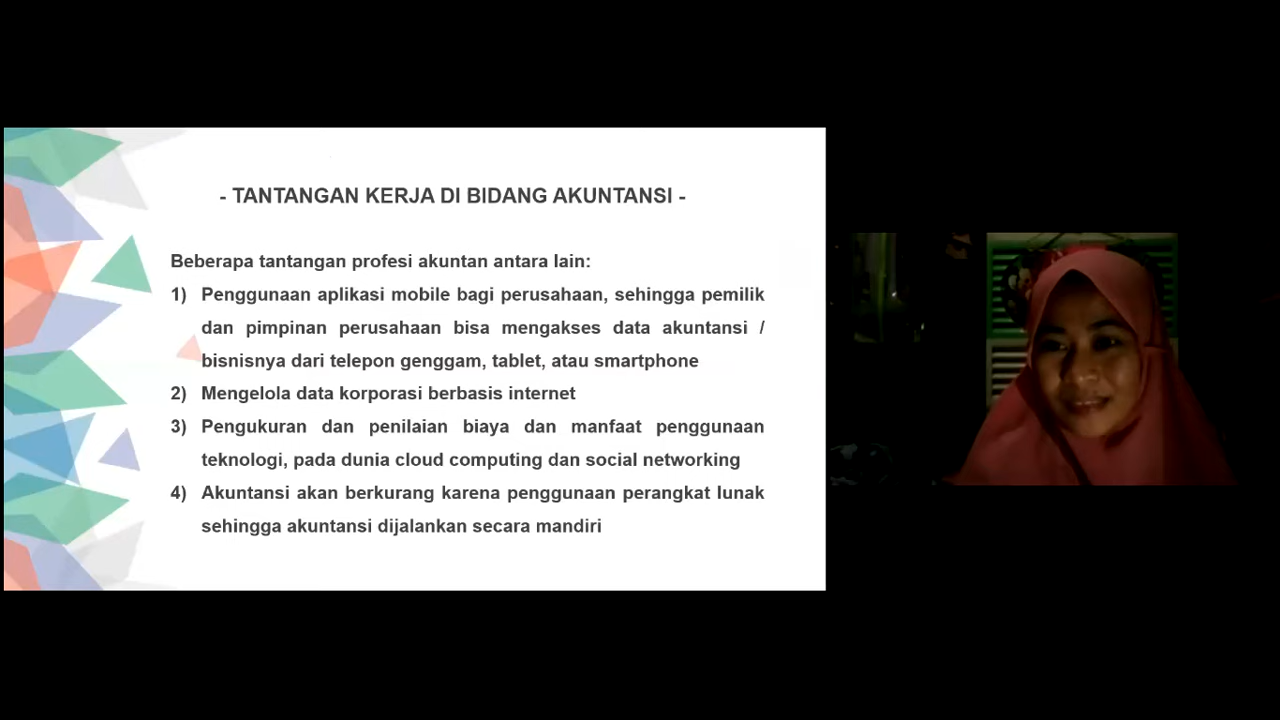 - TANTANGAN KERJA DI BIDANG AKUNTANSI -
Beberapa tantangan profesi akuntan antara lain:
1) Penggunaan aplikasi mobile bagi perusahaan, sehingga pemilik
dan pimpinan perusahaan bisa mengakses data akuntansi /
bisnisnya dari telepon genggam, tablet, atau smartphone
2) Mengelola data korporasi berbasis internet
3) Pengukuran dan penilaian biaya dan manfaat penggunaan
teknologi, pada dunia cloud computing dan social networking
4) Akuntansi akan berkurang karena penggunaan perangkat lunak
sehingga akuntansi dijalankan secara mandiri